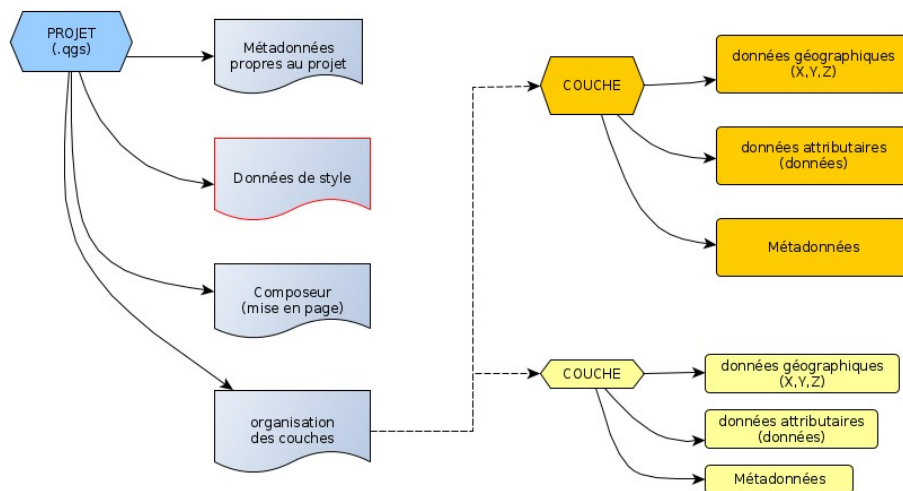 PROJET
(.qgs)
Métadonnées
propres au projet
Données de style
Composeur
(mise en page)
organisation
des couches
COUCHE
données géographiques
(X,Y,Z)
données attributaires
(données)
Métadonnées
COUCHE
données géographiques
(X,Y,Z)
données attributaires
(données)
Métadonnées